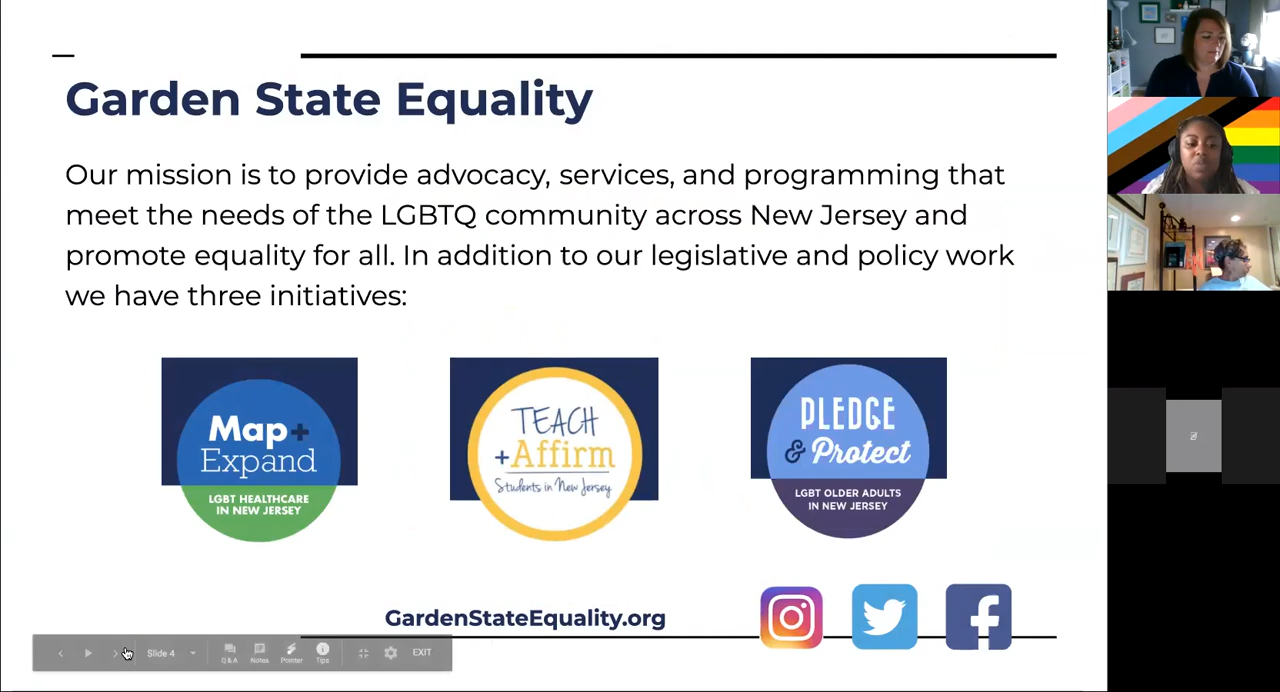 Garden State Equality
Our mission is to provide advocacy, services, and programming that
meet the needs of the LGBTQ community across New Jersey and
promote equality for all. In addition to our legislative and policy work
we have three initiatives:
Map+
Expand
LGBT HEALTHCARE
IN NEW JERSEY
TEACH
+Affirm
Students in New Jersey
PLEDGE
& Protect
LGBT OLDER ADULTS
IN NEW JERSEY
GardenStateEquality.org
Slide 4
Q & A
Notes
Pointer
Tips
EXIT